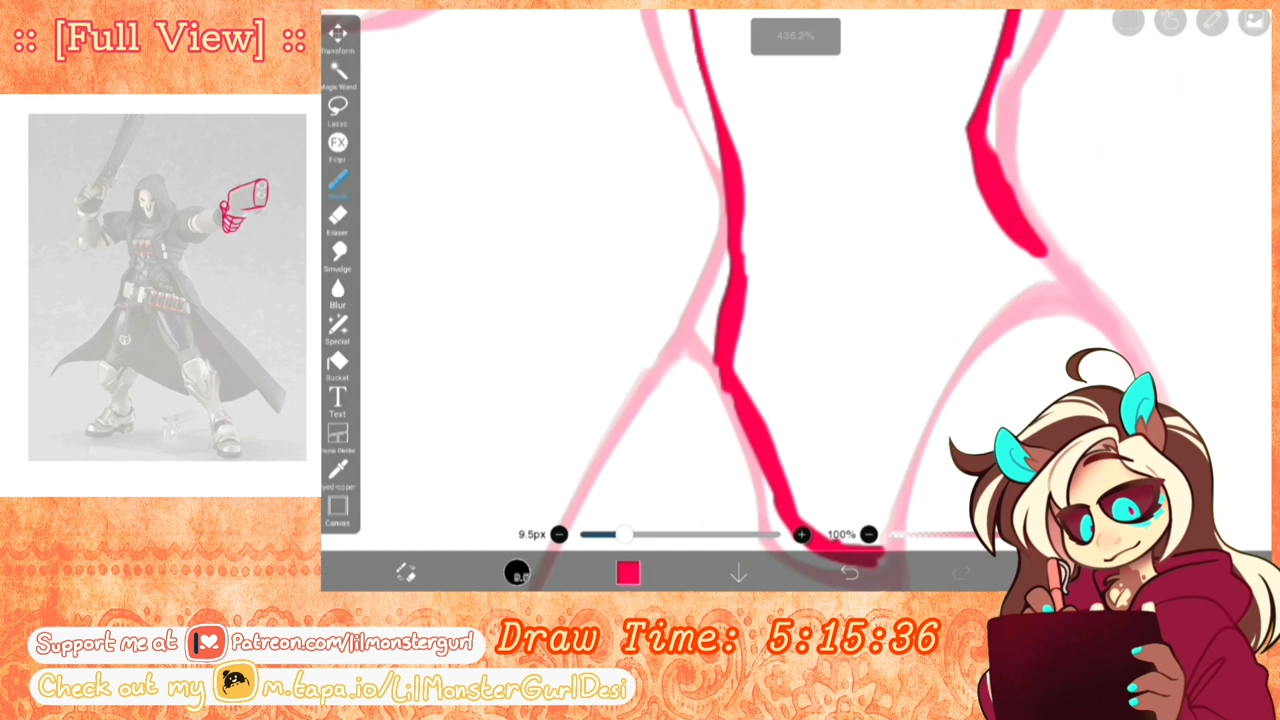 :: [Full View] ::
436.2%
Transform
Magic Wand
Lasso
FX
Filter
Brush
Eraser
Smudge
Blur
Special
Bucket
T
Text
Frame Divider
Eyedropper
Canvas
9.5px
100%
Support me at Patreon.com/lilmonstergurl
Draw Time: 5:15:36
Check out my m.tapa.io/LilMonsterGurlDesi